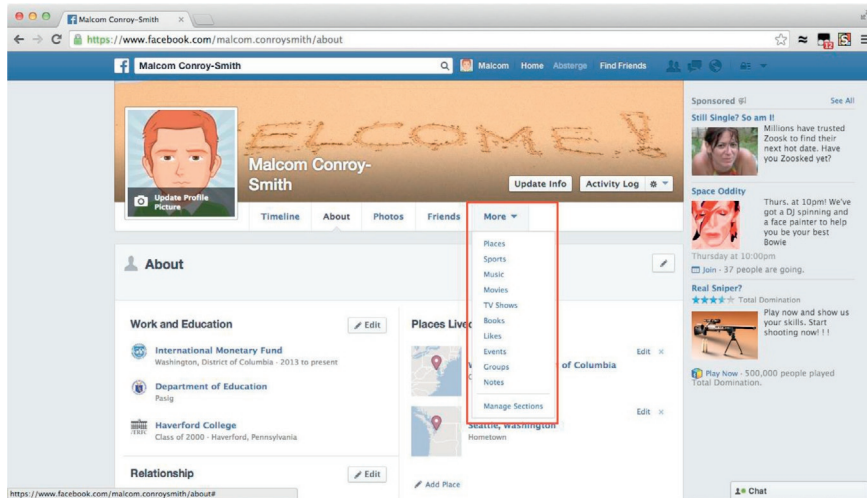 Malcom Conroy-Smith
https://www.facebook.com/malcom.conroysmith/about
12
Malcom Conroy-Smith
Malcom Home Absterge Find Friends
WELCOME!
Malcom Conroy-
Smith
Update Profile
Picture
Update Info
Activity Log
Timeline About Photos Friends More
Places
Sports
Music
Movies
TV Shows
Books
Likes
Events
Groups
Notes
Manage Sections
About
Work and Education
Edit
International Monetary Fund
Washington, District of Columbia · 2013 to present
Department of Education
Pasig
Haverford College
Class of 2000 · Haverford, Pennsylvania
Relationship
Edit
Places Lived
of Columbia
Edit
Seattle, Washington
Hometown
Edit
Add Place
Sponsored
See All
Still Single? So am I!
Millions have trusted
Zoosk to find their
next hot date. Have
you Zoosked yet?
Space Oddity
Thurs. at 10pm! We've
got a DJ spinning and
a face painter to help
you be your best
Bowie
Thursday at 10:00pm
Join · 37 people are going.
Real Sniper?
Total Domination
Play now and show us
your skills. Start
shooting now! ! !
Play Now · 500,000 people played
Total Domination.
Chat
https://www.facebook.com/malcom.conroysmith/about#